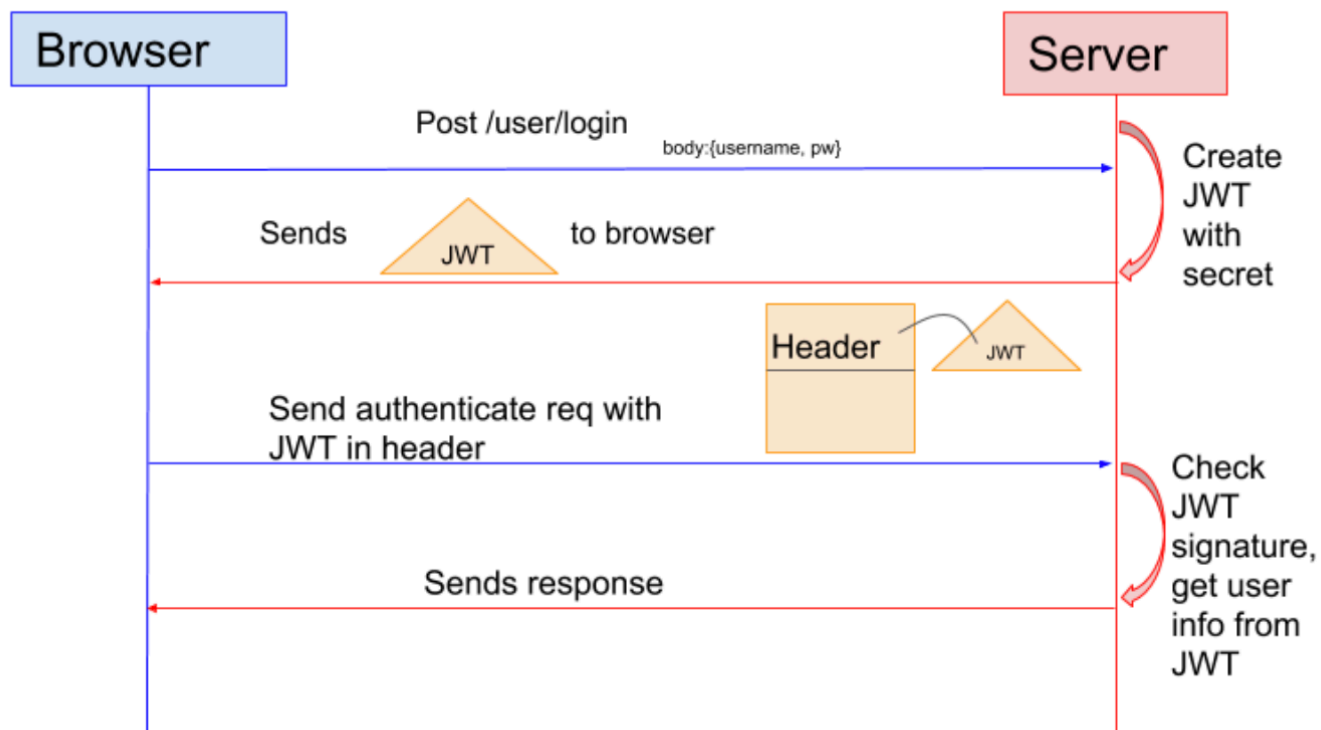 Browser
Server
Post /user/login
body:{username, pw}
Create
JWT
with
secret
Sends
JWT
to browser
Header
JWT
Send authenticate req with
JWT in header
Check
JWT
signature,
get user
info from
JWT
Sends response